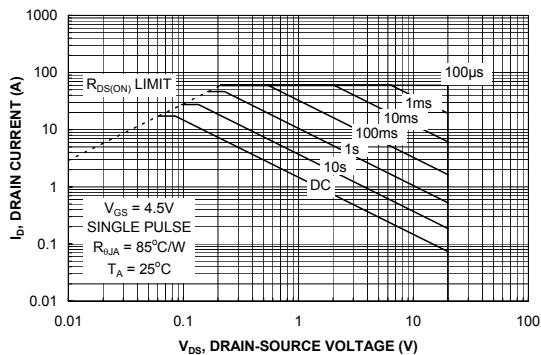 1000
100
10
1
0.1
0.01
I_D, DRAIN CURRENT (A)
R_DS(ON) LIMIT
100µs
1ms
10ms
100ms
1s
10s
DC
V_GS = 4.5V
SINGLE PULSE
R_θJA = 85°C/W
T_A = 25°C
0.01
0.1
1
10
100
V_DS, DRAIN-SOURCE VOLTAGE (V)